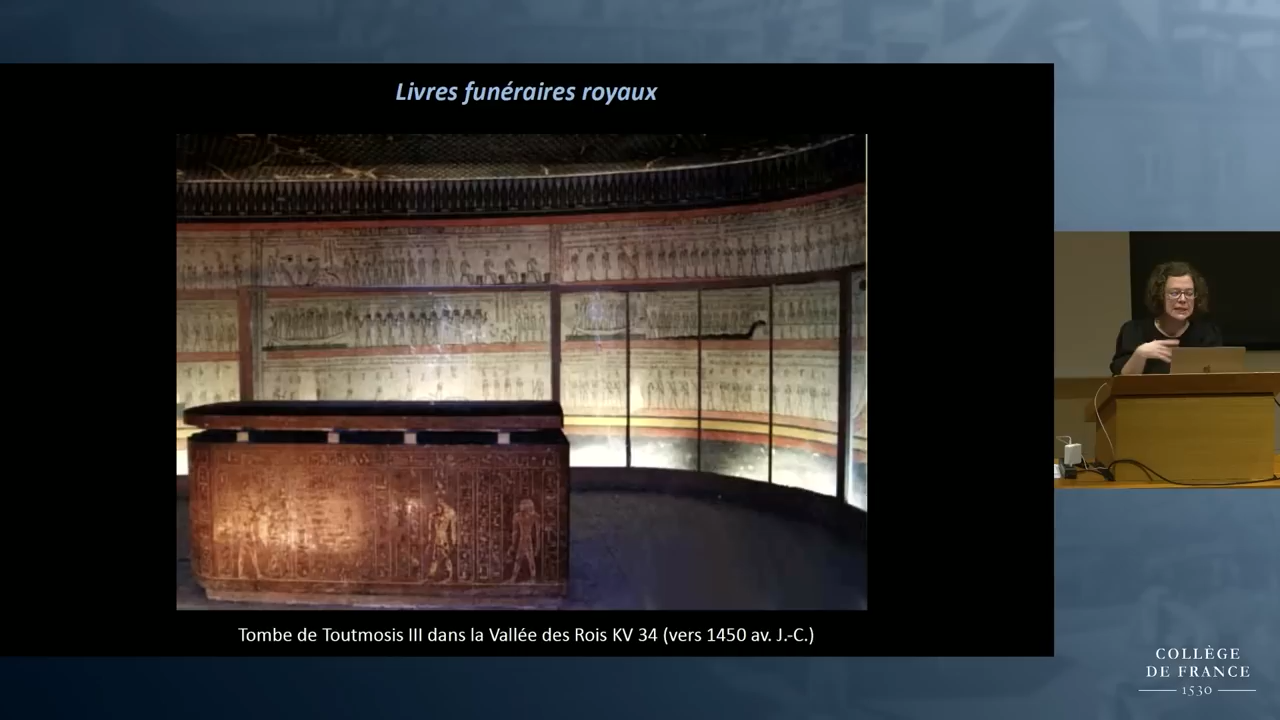 Livres funéraires royaux
Tombe de Toutmosis III dans la Vallée des Rois KV 34 (vers 1450 av. J.-C.)
COLLÈGE
DE FRANCE
1530